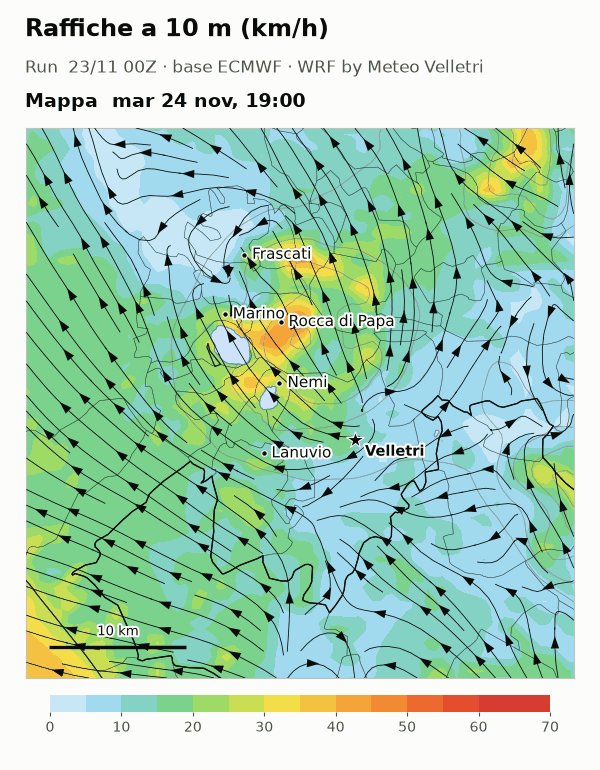 Raffiche a 10 m (km/h)
Run  23/11 00Z · base ECMWF · WRF by Meteo Velletri
Mappa  mar 24 nov, 19:00
Frascati
Marino
Rocca di Papa
Nemi
Velletri
Lanuvio
10 km
0 10 20 30 40 50 60 70